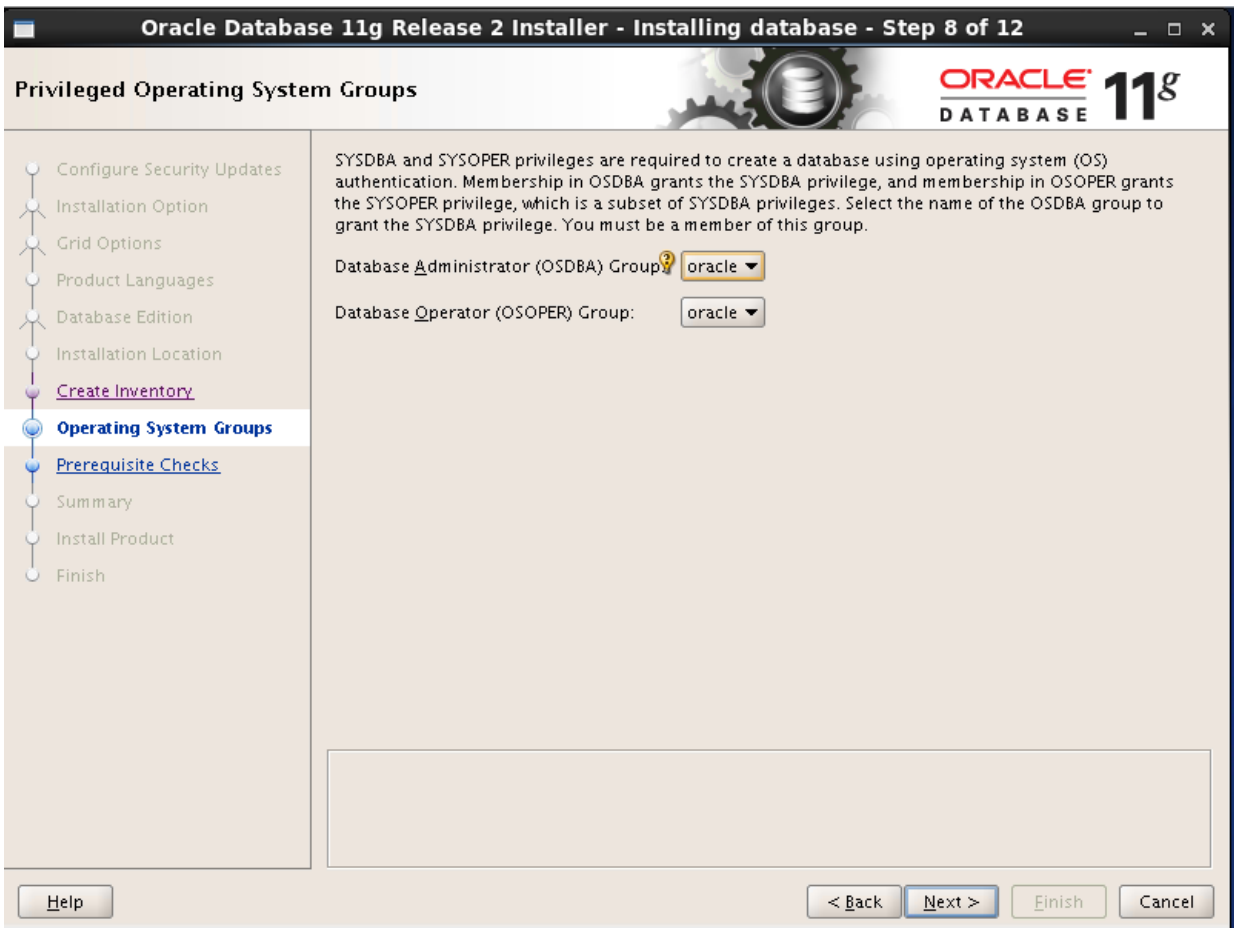 Oracle Database 11g Release 2 Installer - Installing database - Step 8 of 12
Privileged Operating System Groups
ORACLE
DATABASE
11g
Configure Security Updates
Installation Option
Grid Options
Product Languages
Database Edition
Installation Location
Create Inventory
Operating System Groups
Prerequisite Checks
Summary
Install Product
Finish
SYSDBA and SYSOPER privileges are required to create a database using operating system (OS)
authentication. Membership in OSDBA grants the SYSDBA privilege, and membership in OSOPER grants
the SYSOPER privilege, which is a subset of SYSDBA privileges. Select the name of the OSDBA group to
grant the SYSDBA privilege. You must be a member of this group.
Database Administrator (OSDBA) Group: oracle
Database Operator (OSOPER) Group: oracle
Help
< Back Next > Finish Cancel